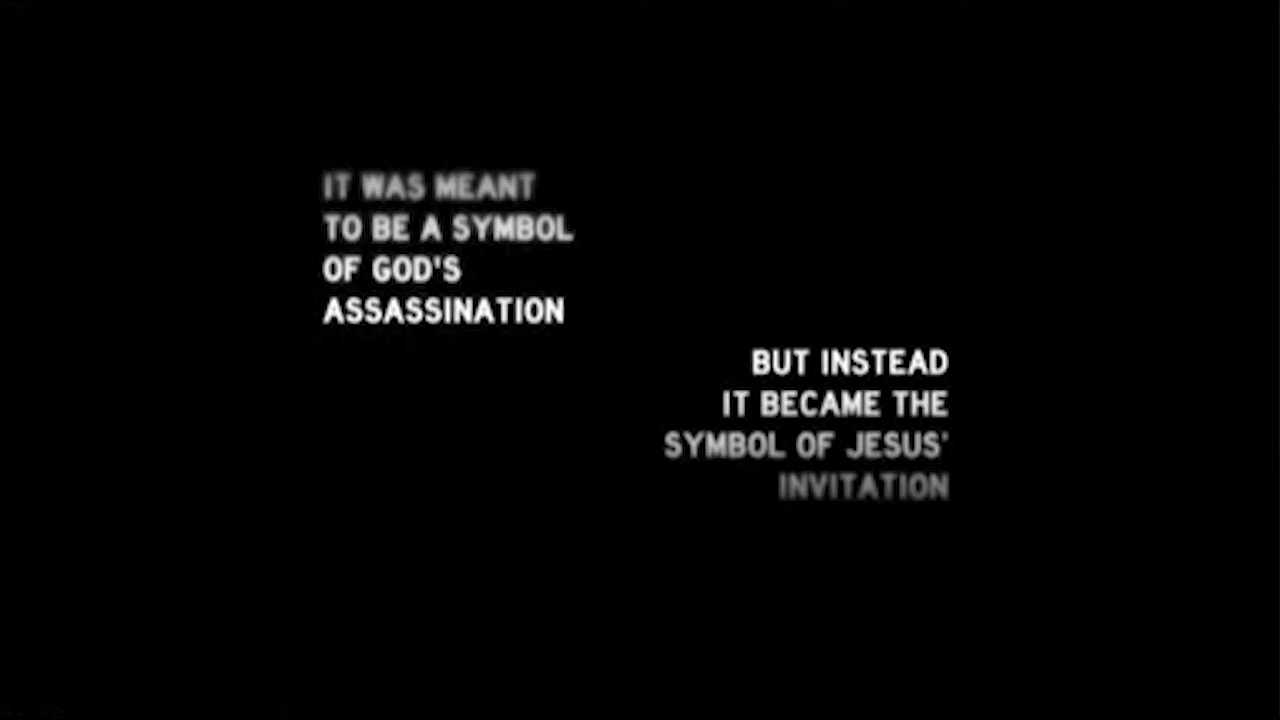 IT WAS MEANT
TO BE A SYMBOL
OF GOD'S
ASSASSINATION
BUT INSTEAD
IT BECAME THE
SYMBOL OF JESUS'
INVITATION